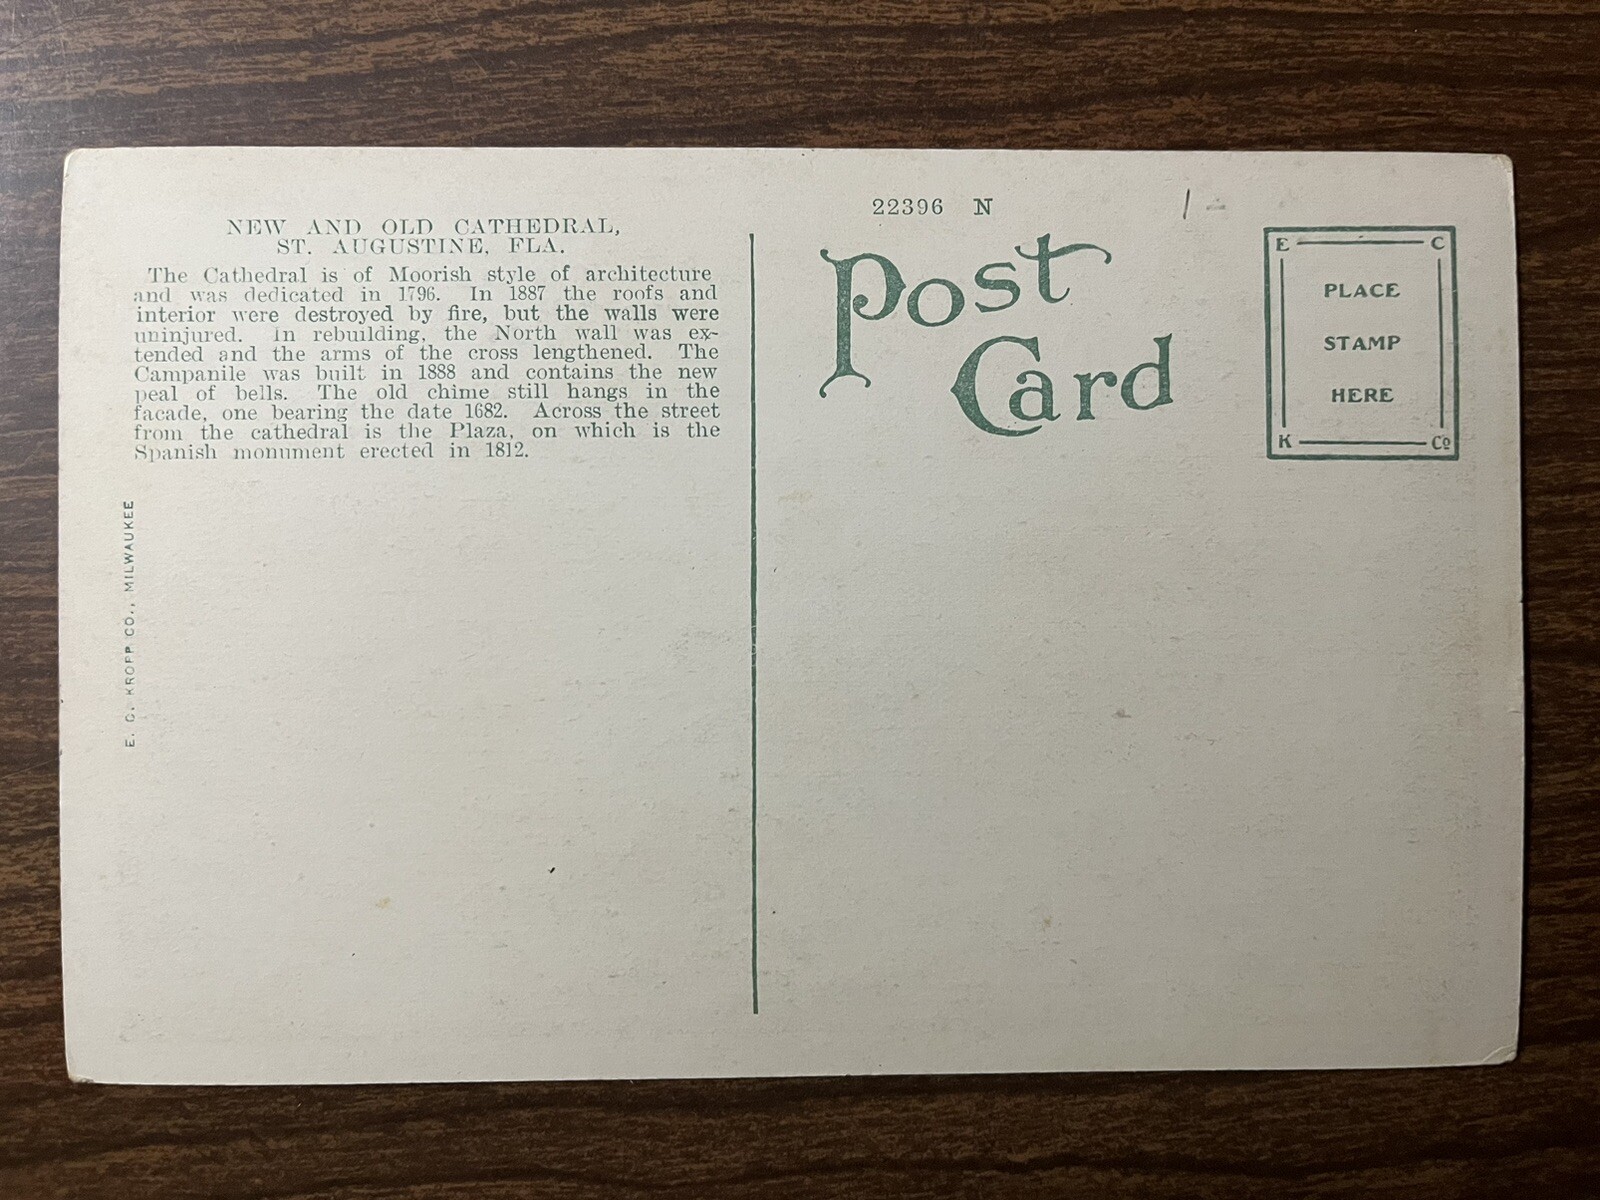 NEW AND OLD CATHEDRAL,
ST. AUGUSTINE, FLA.
The Cathedral is of Moorish style of architecture
and was dedicated in 1796. In 1887 the roofs and
interior were destroyed by fire, but the walls were
uninjured. In rebuilding, the North wall was ex-
tended and the arms of the cross lengthened. The
Campanile was built in 1888 and contains the new
peal of bells. The old chime still hangs in the
facade, one bearing the date 1682. Across the street
from the cathedral is the Plaza, on which is the
Spanish monument erected in 1812.
E. C. KROPP CO., MILWAUKEE
22396 N
1-
Post
Card
E C
PLACE
STAMP
HERE
K Co